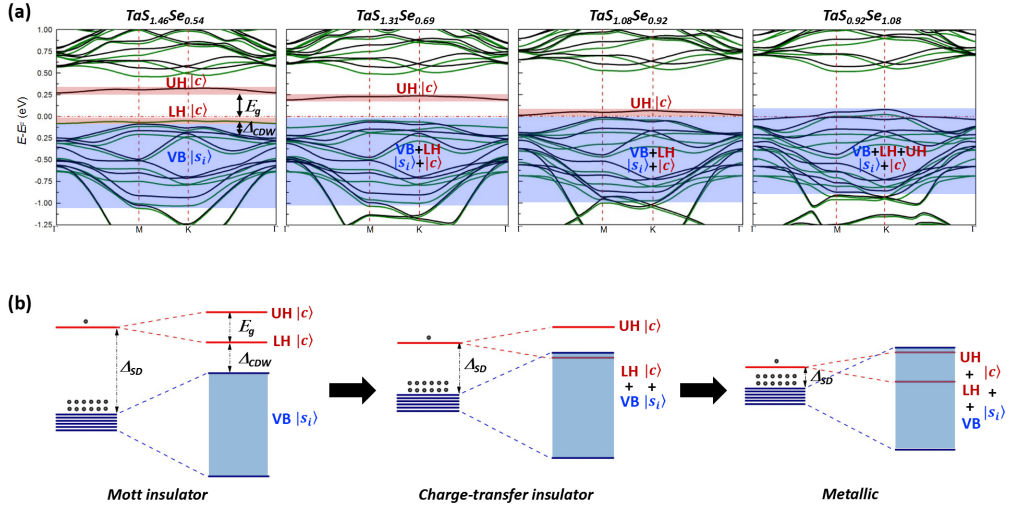 (a)
TaS1.46Se0.54
TaS1.31Se0.69
TaS1.08Se0.92
TaS0.92Se1.08
E-EF (eV)
1.00
0.75
0.50
0.25
0.00
-0.25
-0.50
-0.75
-1.00
-1.25
UH |c⟩
LH |c⟩
Eg
ΔCDW
VB |si⟩
Γ M K Γ
UH |c⟩
VB+LH
|si⟩+|c⟩
Γ M K Γ
UH |c⟩
VB+LH
|si⟩+|c⟩
Γ M K Γ
VB+LH+UH
|si⟩+|c⟩
Γ M K Γ
(b)
ΔSD
UH |c⟩
Eg
LH |c⟩
ΔCDW
VB |si⟩
Mott insulator
ΔSD
UH |c⟩
LH |c⟩
+ +
VB |si⟩
Charge-transfer insulator
ΔSD
UH
+ |c⟩
LH +
+
VB |si⟩
Metallic